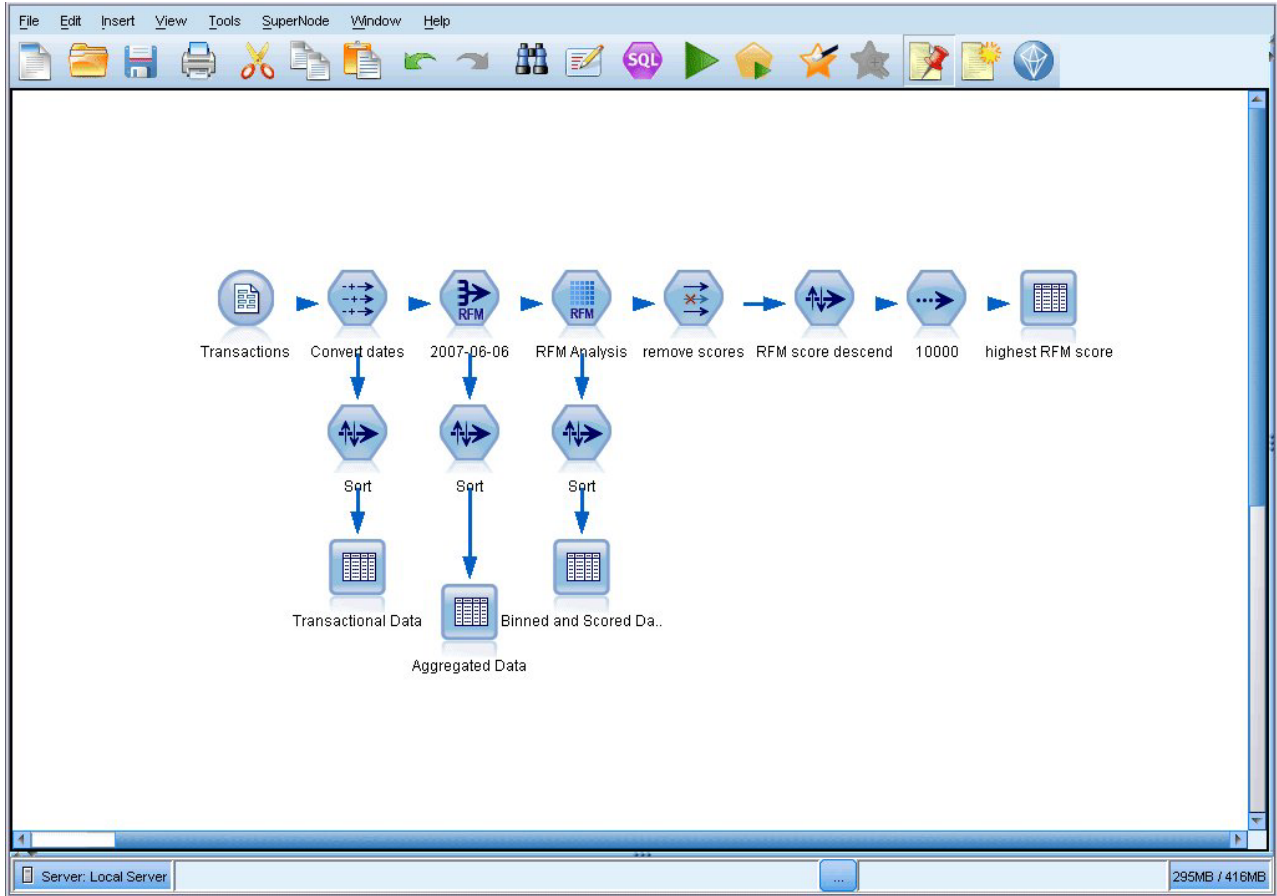 File Edit Insert View Tools SuperNode Window Help
SQL
RFM RFM
Transactions Convert dates 2007-06-06 RFM Analysis remove scores RFM score descend 10000 highest RFM score
Sort Sort Sort
Transactional Data Binned and Scored Da..
Aggregated Data
Server: Local Server ... 295MB / 416MB